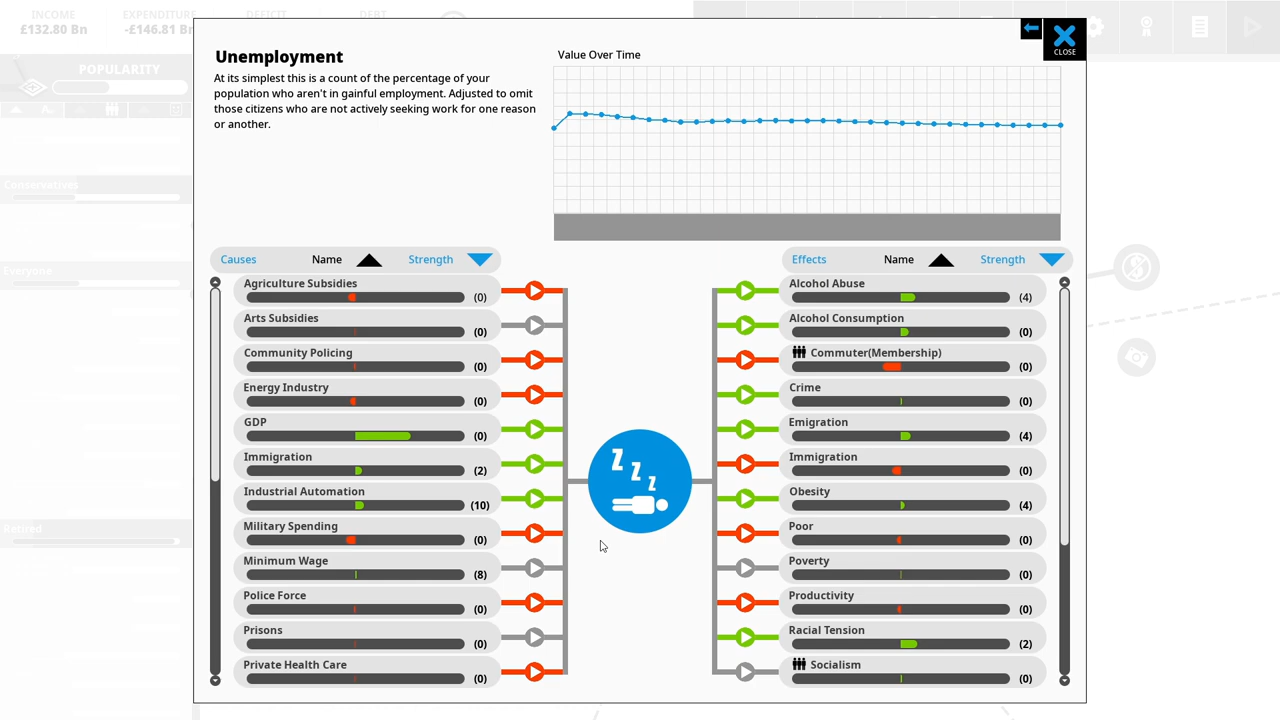 INCOME
EXPENDITURE
DEFICIT
DEBT
£132.80 Bn
-£146.81 Bn
POPULARITY
Conservatives
Everyone
Retired
CLOSE
Unemployment
At its simplest this is a count of the percentage of your
population who aren't in gainful employment. Adjusted to omit
those citizens who are not actively seeking work for one reason
or another.
Value Over Time
Causes
Name
Strength
Agriculture Subsidies
(0)
Arts Subsidies
(0)
Community Policing
(0)
Energy Industry
(0)
GDP
(0)
Immigration
(2)
Industrial Automation
(10)
Military Spending
(0)
Minimum Wage
(8)
Police Force
(0)
Prisons
(0)
Private Health Care
(0)
Z
Z
Z
Effects
Name
Strength
Alcohol Abuse
(4)
Alcohol Consumption
(0)
Commuter(Membership)
(0)
Crime
(0)
Emigration
(4)
Immigration
(0)
Obesity
(4)
Poor
(0)
Poverty
(0)
Productivity
(0)
Racial Tension
(2)
Socialism
(0)